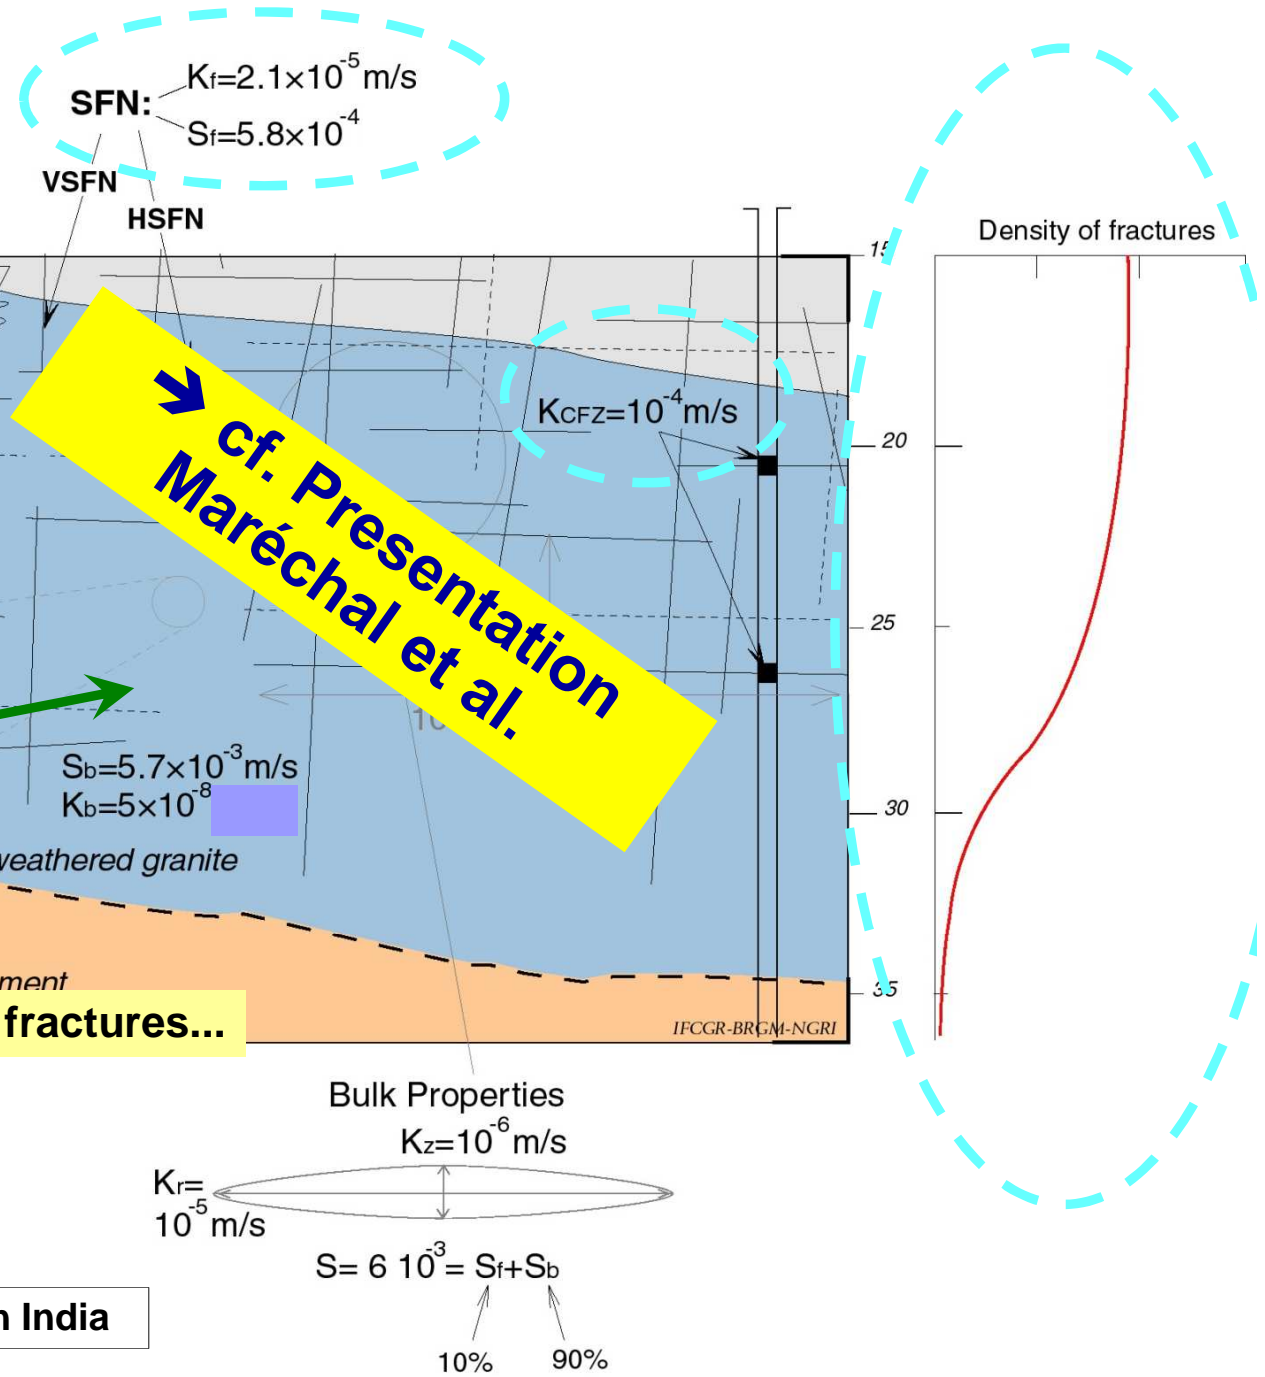 Kf=2.1×10⁻⁵m/s
SFN:
Sf=5.8×10⁻⁴
VSFN
HSFN
Density of fractures
15
KCFZ=10⁻⁴m/s
20
➔ cf. Presentation
Maréchal et al.
25
10
Sb=5.7×10⁻³m/s
Kb=5×10⁻⁸
30
weathered granite
35
fractures...
IFCGR-BRGM-NGRI
Bulk Properties
Kz=10⁻⁶m/s
Kr=
10⁻⁵m/s
S= 6 10⁻³= Sf+Sb
India
10% 90%